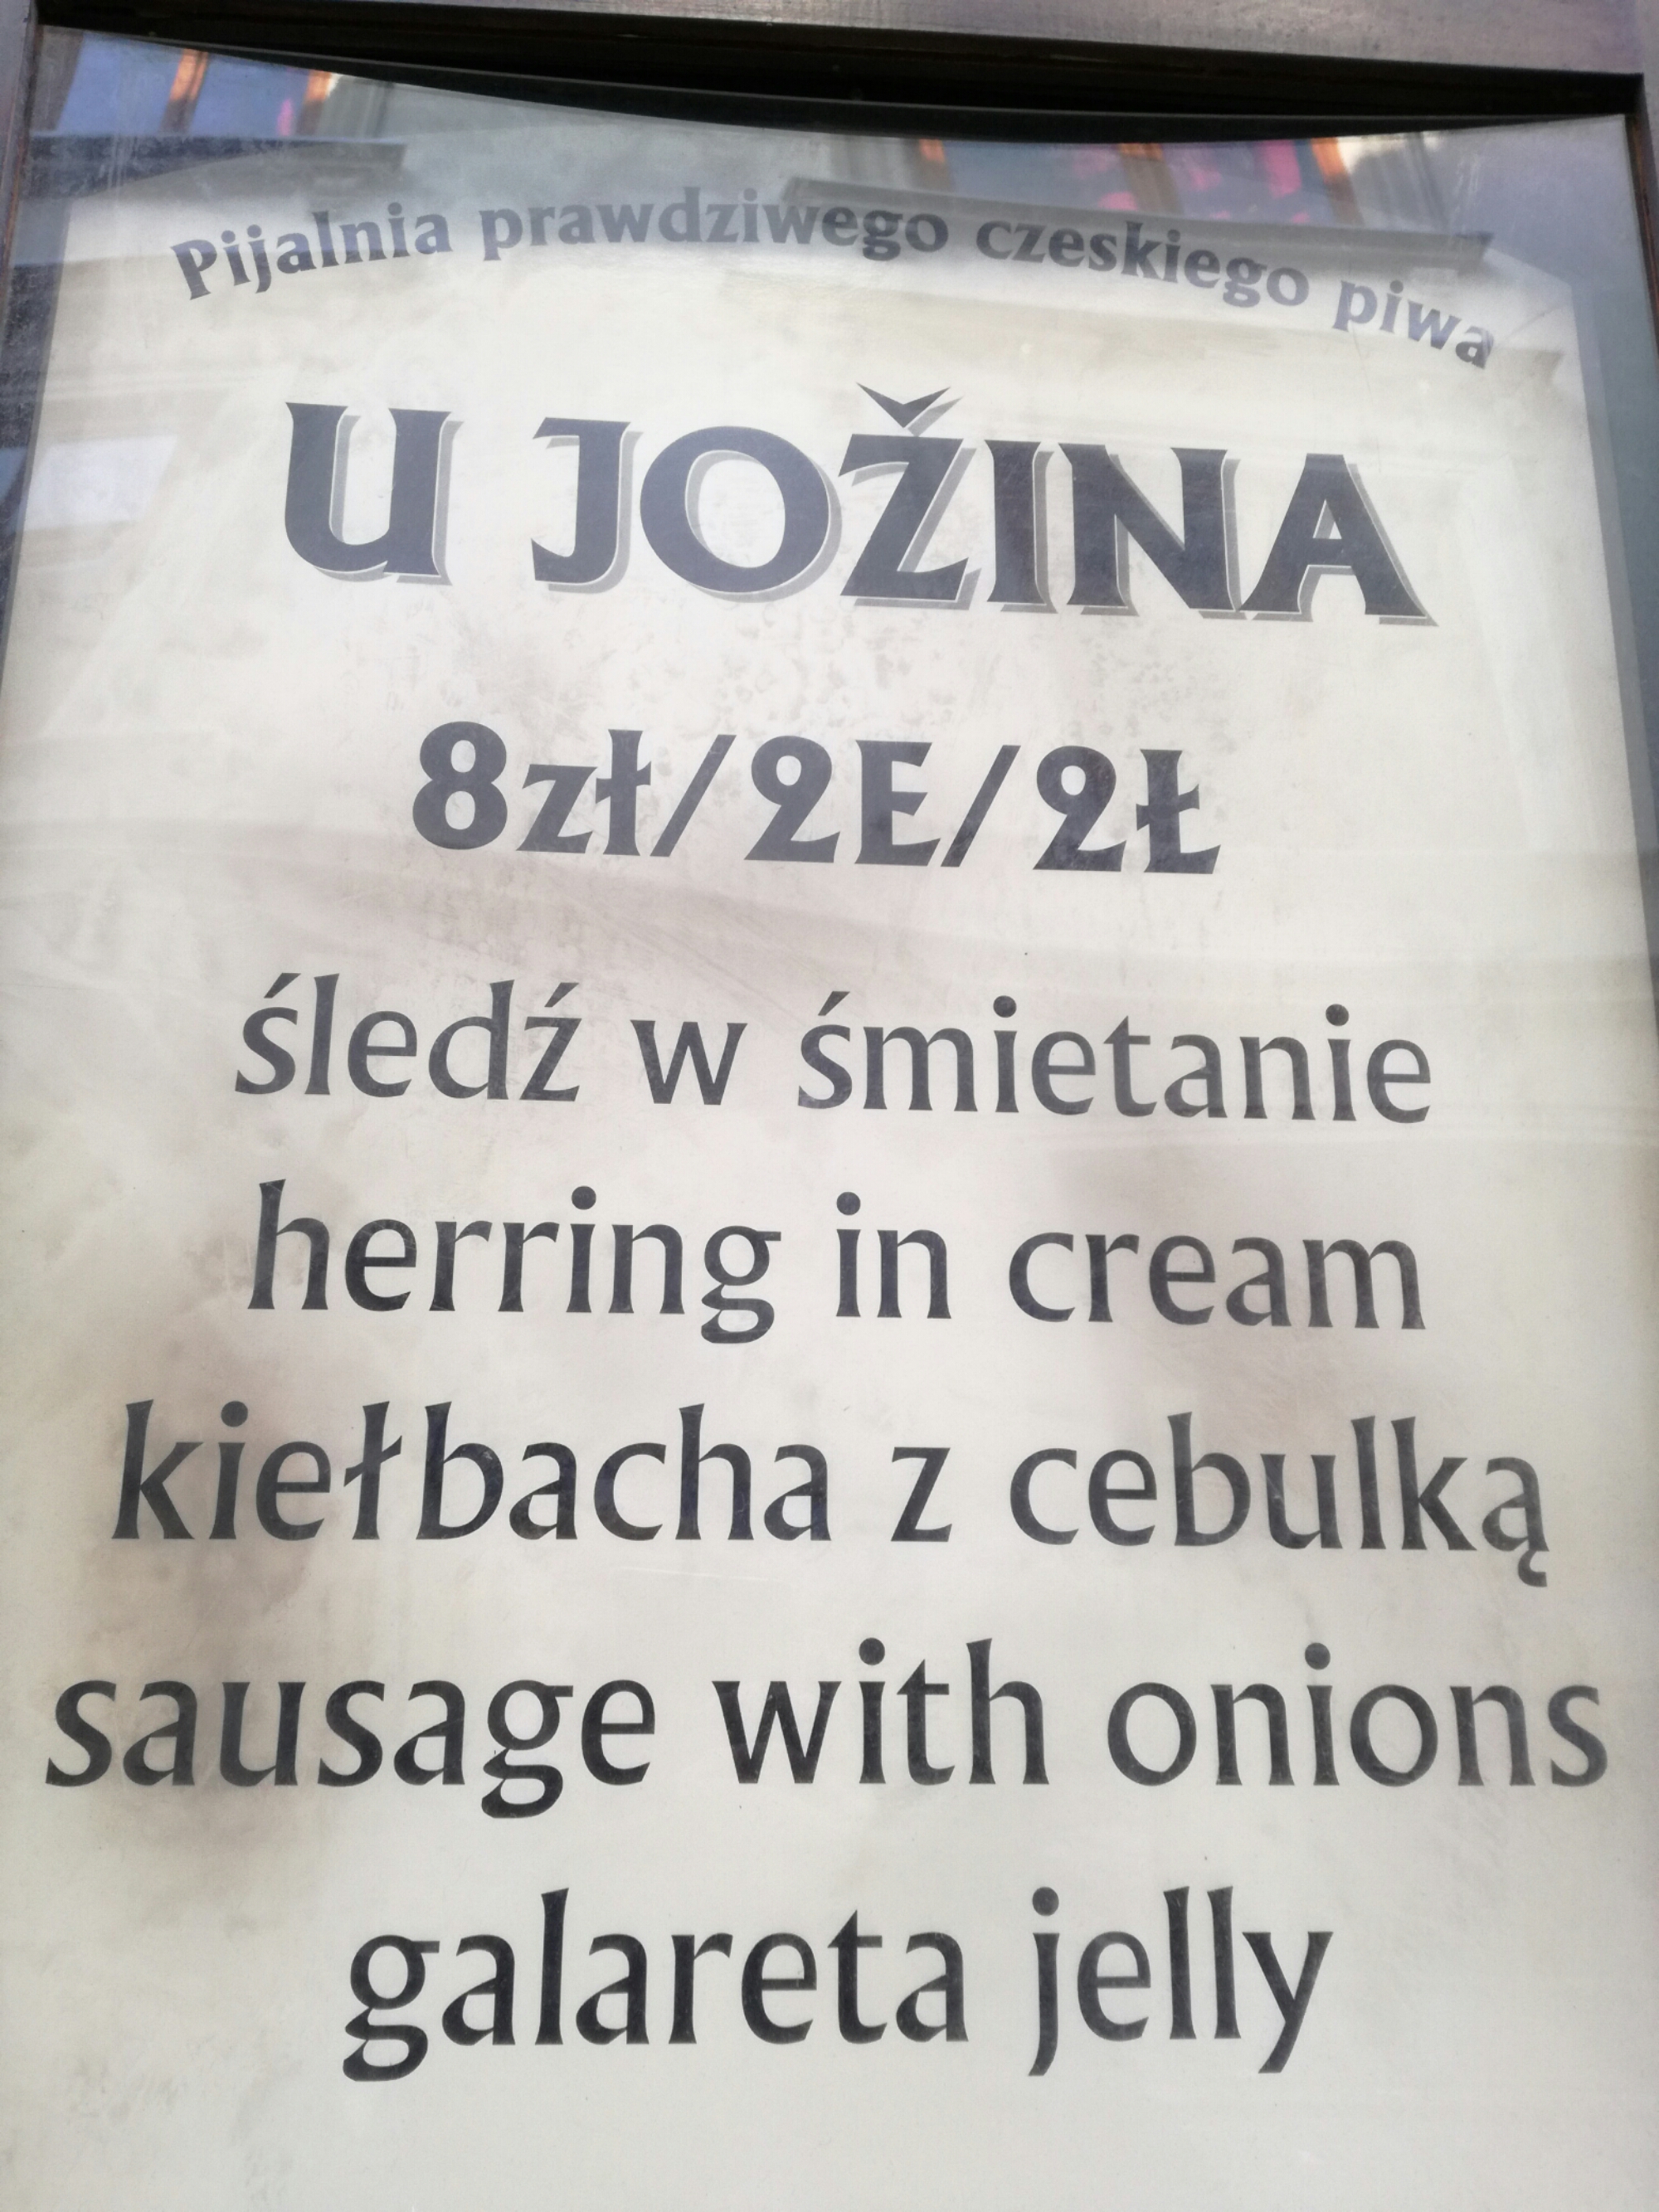 Pijalnia prawdziwego czeskiego piwa
U JOŽINA
8zł/2E/2Ł
śledź w śmietanie
herring in cream
kiełbacha z cebulką
sausage with onions
galareta jelly